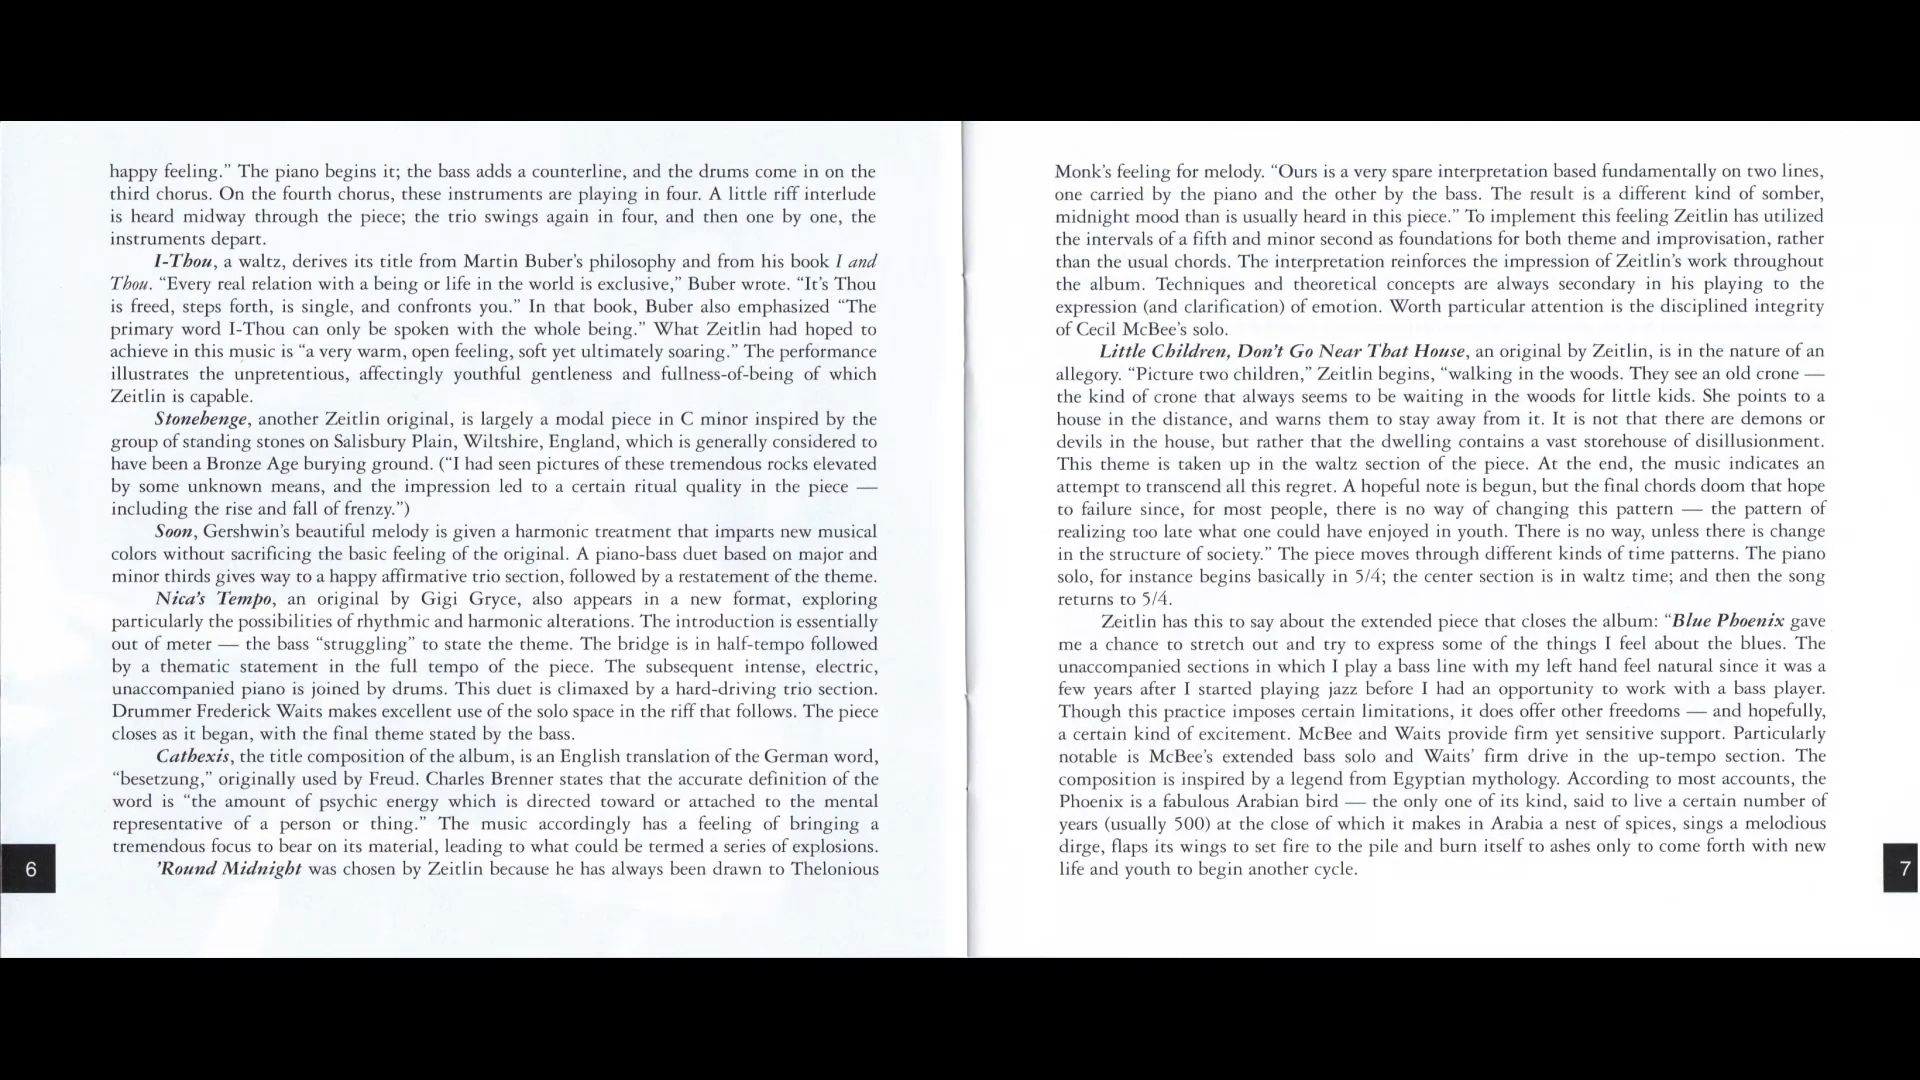 happy feeling.” The piano begins it; the bass adds a counterline, and the drums come in on the
third chorus. On the fourth chorus, these instruments are playing in four. A little riff interlude
is heard midway through the piece; the trio swings again in four, and then one by one, the
instruments depart.
I-Thou, a waltz, derives its title from Martin Buber’s philosophy and from his book I and
Thou. “Every real relation with a being or life in the world is exclusive,” Buber wrote. “It’s Thou
is freed, steps forth, is single, and confronts you.” In that book, Buber also emphasized “The
primary word I-Thou can only be spoken with the whole being.” What Zeitlin had hoped to
achieve in this music is “a very warm, open feeling, soft yet ultimately soaring.” The performance
illustrates the unpretentious, affectingly youthful gentleness and fullness-of-being of which
Zeitlin is capable.
Stonehenge, another Zeitlin original, is largely a modal piece in C minor inspired by the
group of standing stones on Salisbury Plain, Wiltshire, England, which is generally considered to
have been a Bronze Age burying ground. (“I had seen pictures of these tremendous rocks elevated
by some unknown means, and the impression led to a certain ritual quality in the piece —
including the rise and fall of frenzy.”)
Soon, Gershwin’s beautiful melody is given a harmonic treatment that imparts new musical
colors without sacrificing the basic feeling of the original. A piano-bass duet based on major and
minor thirds gives way to a happy affirmative trio section, followed by a restatement of the theme.
Nica’s Tempo, an original by Gigi Gryce, also appears in a new format, exploring
particularly the possibilities of rhythmic and harmonic alterations. The introduction is essentially
out of meter — the bass “struggling” to state the theme. The bridge is in half-tempo followed
by a thematic statement in the full tempo of the piece. The subsequent intense, electric,
unaccompanied piano is joined by drums. This duet is climaxed by a hard-driving trio section.
Drummer Frederick Waits makes excellent use of the solo space in the riff that follows. The piece
closes as it began, with the final theme stated by the bass.
Cathexis, the title composition of the album, is an English translation of the German word,
“besetzung,” originally used by Freud. Charles Brenner states that the accurate definition of the
word is “the amount of psychic energy which is directed toward or attached to the mental
representative of a person or thing.” The music accordingly has a feeling of bringing a
tremendous focus to bear on its material, leading to what could be termed a series of explosions.
’Round Midnight was chosen by Zeitlin because he has always been drawn to Thelonious
6
Monk’s feeling for melody. “Ours is a very spare interpretation based fundamentally on two lines,
one carried by the piano and the other by the bass. The result is a different kind of somber,
midnight mood than is usually heard in this piece.” To implement this feeling Zeitlin has utilized
the intervals of a fifth and minor second as foundations for both theme and improvisation, rather
than the usual chords. The interpretation reinforces the impression of Zeitlin’s work throughout
the album. Techniques and theoretical concepts are always secondary in his playing to the
expression (and clarification) of emotion. Worth particular attention is the disciplined integrity
of Cecil McBee’s solo.
Little Children, Don’t Go Near That House, an original by Zeitlin, is in the nature of an
allegory. “Picture two children,” Zeitlin begins, “walking in the woods. They see an old crone —
the kind of crone that always seems to be waiting in the woods for little kids. She points to a
house in the distance, and warns them to stay away from it. It is not that there are demons or
devils in the house, but rather that the dwelling contains a vast storehouse of disillusionment.
This theme is taken up in the waltz section of the piece. At the end, the music indicates an
attempt to transcend all this regret. A hopeful note is begun, but the final chords doom that hope
to failure since, for most people, there is no way of changing this pattern — the pattern of
realizing too late what one could have enjoyed in youth. There is no way, unless there is change
in the structure of society.” The piece moves through different kinds of time patterns. The piano
solo, for instance begins basically in 5/4; the center section is in waltz time; and then the song
returns to 5/4.
Zeitlin has this to say about the extended piece that closes the album: “Blue Phoenix gave
me a chance to stretch out and try to express some of the things I feel about the blues. The
unaccompanied sections in which I play a bass line with my left hand feel natural since it was a
few years after I started playing jazz before I had an opportunity to work with a bass player.
Though this practice imposes certain limitations, it does offer other freedoms — and hopefully,
a certain kind of excitement. McBee and Waits provide firm yet sensitive support. Particularly
notable is McBee’s extended bass solo and Waits’ firm drive in the up-tempo section. The
composition is inspired by a legend from Egyptian mythology. According to most accounts, the
Phoenix is a fabulous Arabian bird — the only one of its kind, said to live a certain number of
years (usually 500) at the close of which it makes in Arabia a nest of spices, sings a melodious
dirge, flaps its wings to set fire to the pile and burn itself to ashes only to come forth with new
life and youth to begin another cycle.
7